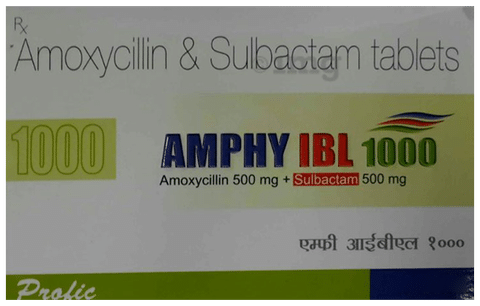 Rx
Amoxycillin & Sulbactam tablets
1000
AMPHY IBL 1000
Amoxycillin 500 mg + Sulbactam 500 mg
एम्फी आईबीएल १०००
Profic